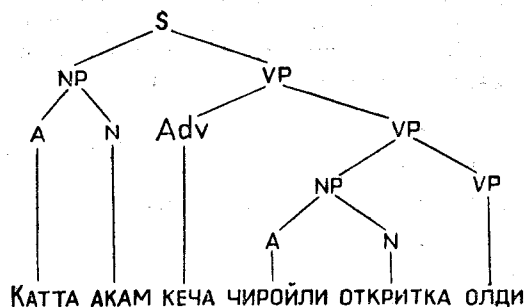 S
NP VP
A N Adv VP
NP VP
A N
КАТТА АКАМ КЕЧА ЧИРОЙЛИ ОТКРИТКА ОЛДИ